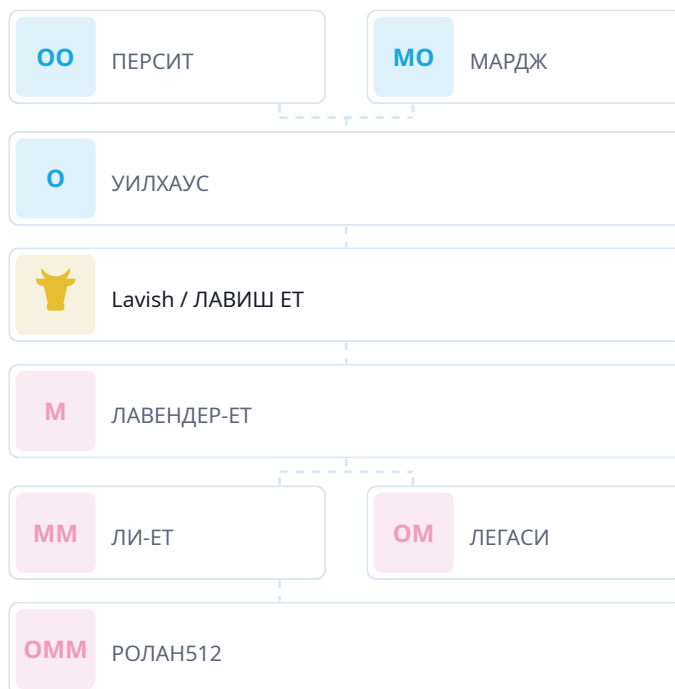 ОО ПЕРСИТ МО МАРДЖ
О УИЛХАУС
Lavish / ЛАВИШ ЕТ
М ЛАВЕНДЕР-ЕТ
ММ ЛИ-ЕТ ОМ ЛЕГАСИ
ОММ РОЛАН512